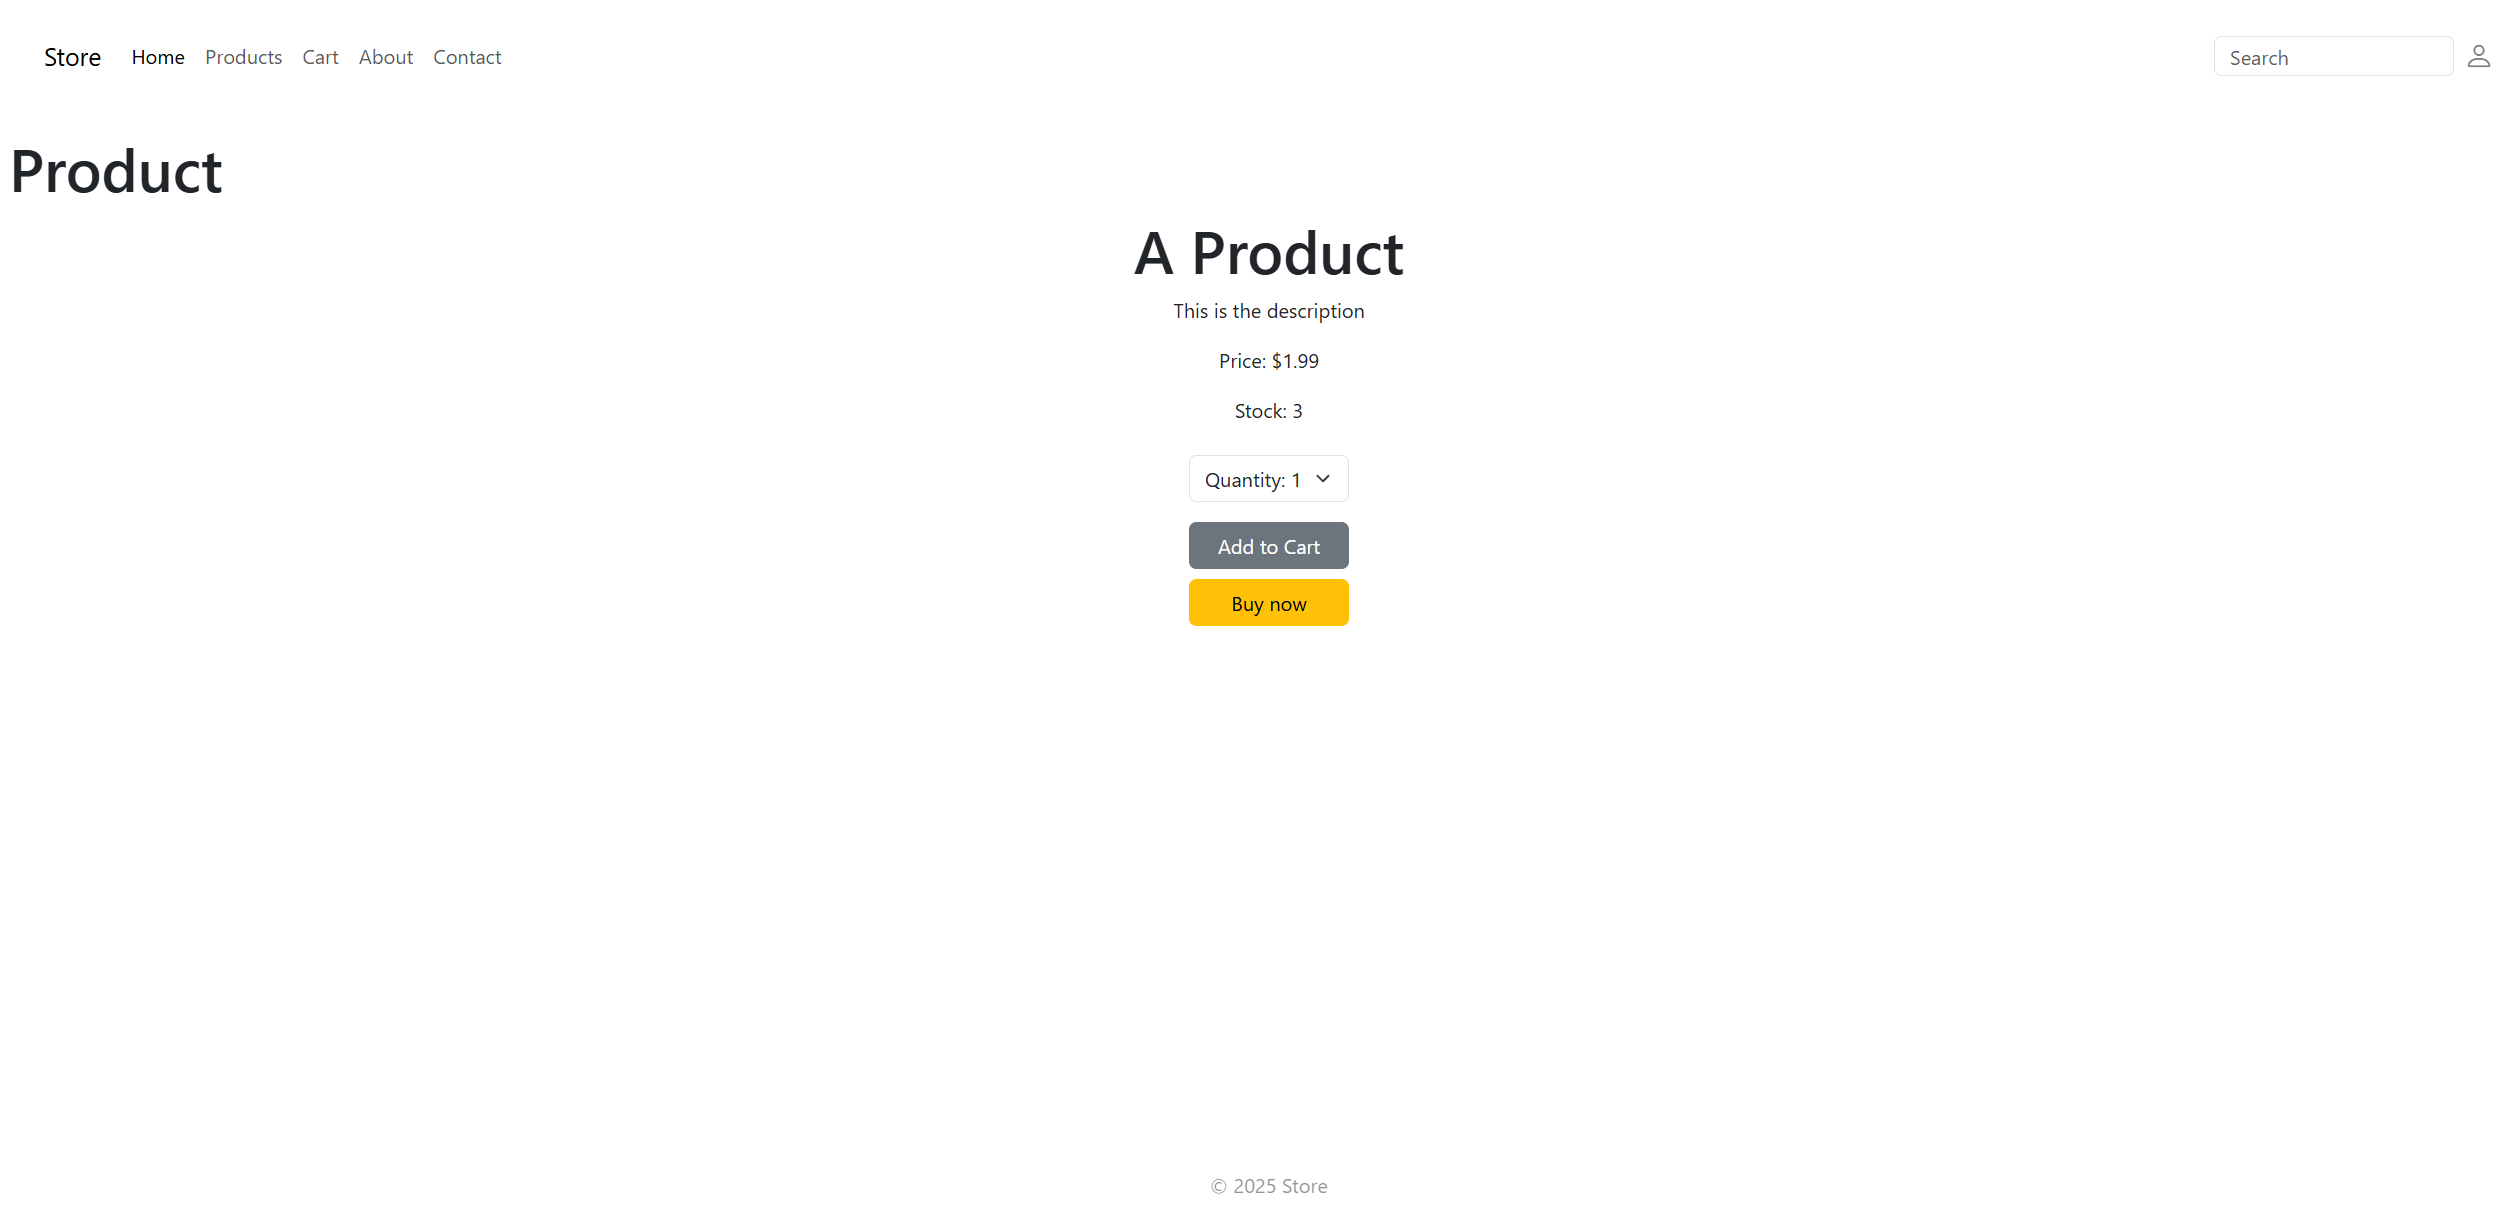 Store Home Products Cart About Contact Search
Product
A Product
This is the description
Price: $1.99
Stock: 3
Quantity: 1
Add to Cart
Buy now
© 2025 Store